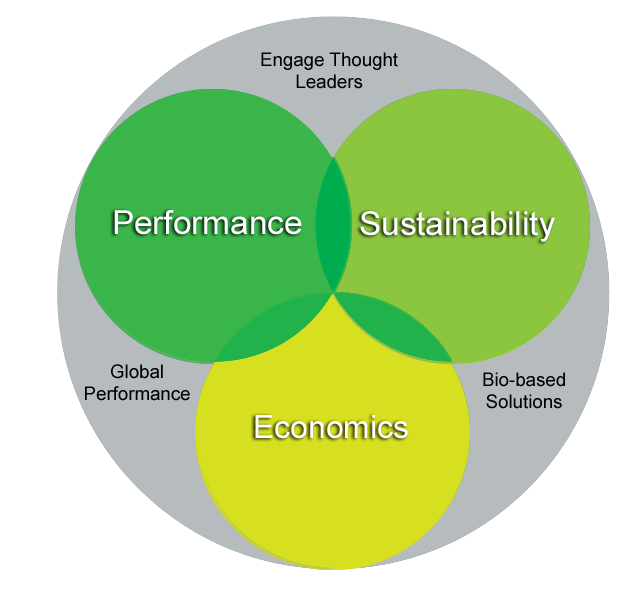 Engage Thought
Leaders
Performance
Sustainability
Global
Performance
Bio-based
Solutions
Economics